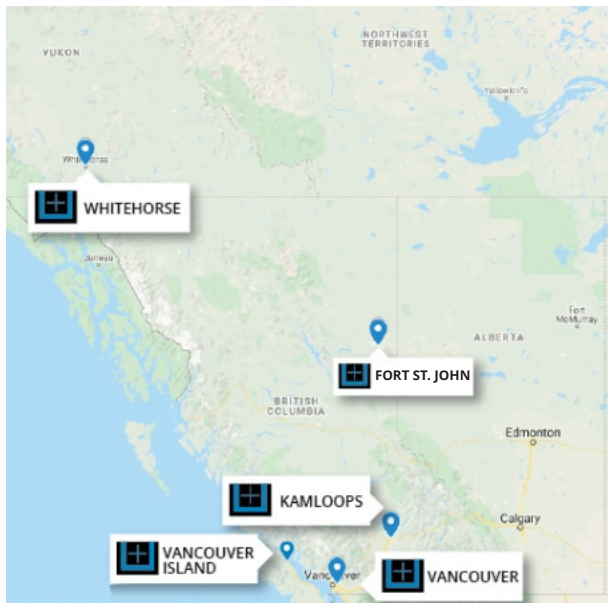 NORTHWEST
TERRITORIES
YUKON
Yellowknife
Whitehorse
WHITEHORSE
Juneau
Fort
McMurray
ALBERTA
FORT ST. JOHN
BRITISH
COLUMBIA
Edmonton
KAMLOOPS
Calgary
VANCOUVER
ISLAND
Vancouver
VANCOUVER